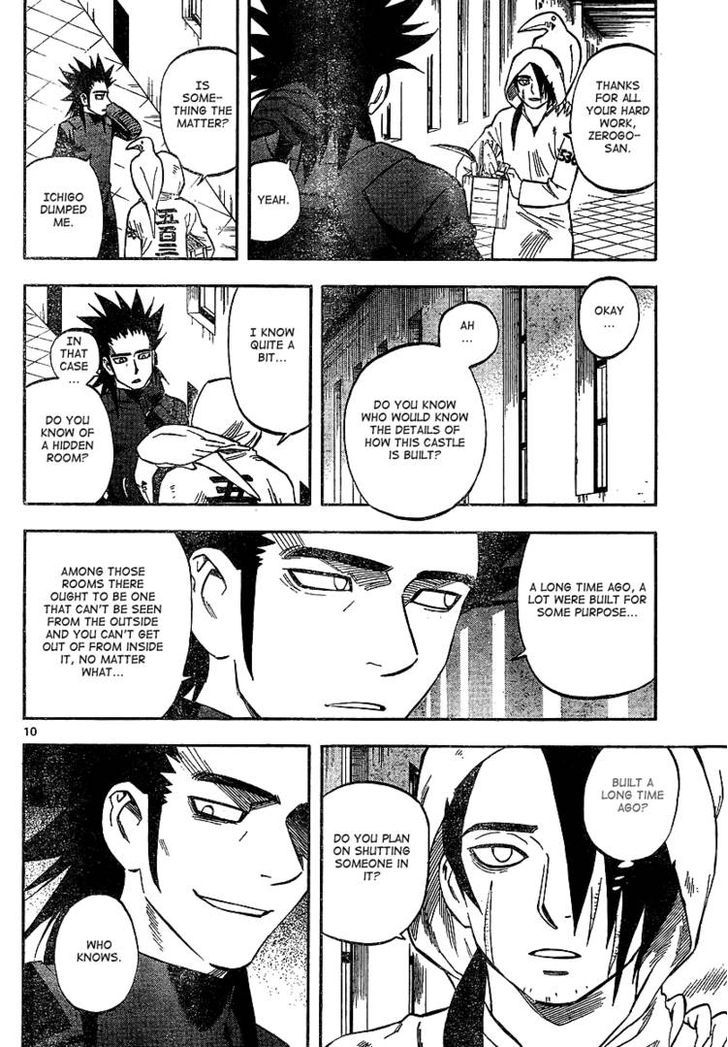 THANKS
FOR ALL
YOUR HARD
WORK,
ZEROGO-
SAN.
YEAH.
IS
SOME-
THING THE
MATTER?
ICHIGO
DUMPED
ME.
五百三
OKAY
...
AH
...
DO YOU KNOW
WHO WOULD KNOW
THE DETAILS OF
HOW THIS CASTLE
IS BUILT?
I KNOW
QUITE A
BIT...
IN
THAT
CASE
...
DO YOU
KNOW OF
A HIDDEN
ROOM?
五
A LONG TIME AGO, A
LOT WERE BUILT FOR
SOME PURPOSE...
AMONG THOSE
ROOMS THERE
OUGHT TO BE ONE
THAT CAN'T BE SEEN
FROM THE OUTSIDE
AND YOU CAN'T GET
OUT OF FROM INSIDE
IT, NO MATTER
WHAT...
10
BUILT A
LONG TIME
AGO?
DO YOU PLAN
ON SHUTTING
SOMEONE IN
IT?
WHO
KNOWS.